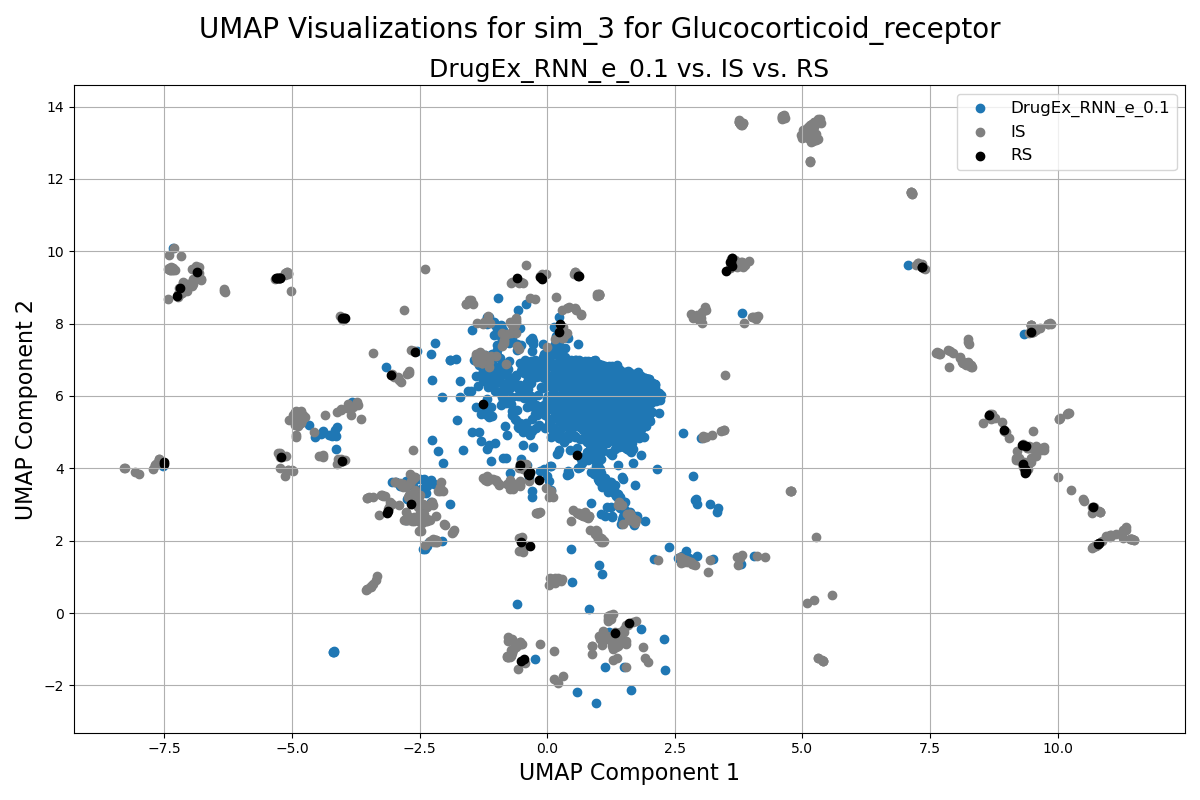 UMAP Visualizations for sim_3 for Glucocorticoid_receptor
DrugEx_RNN_e_0.1 vs. IS vs. RS
DrugEx_RNN_e_0.1
IS
RS
14
12
10
8
6
4
2
0
−2
UMAP Component 2
−7.5 −5.0 −2.5 0.0 2.5 5.0 7.5 10.0
UMAP Component 1